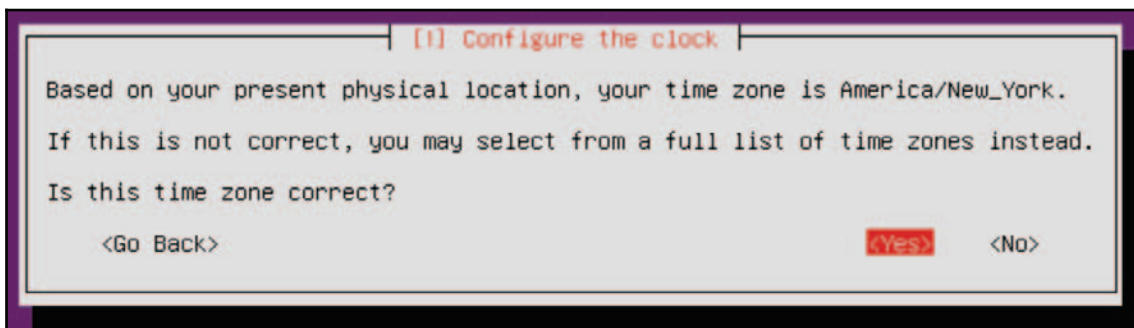 [!] Configure the clock
Based on your present physical location, your time zone is America/New_York.
If this is not correct, you may select from a full list of time zones instead.
Is this time zone correct?
<Go Back> <Yes> <No>